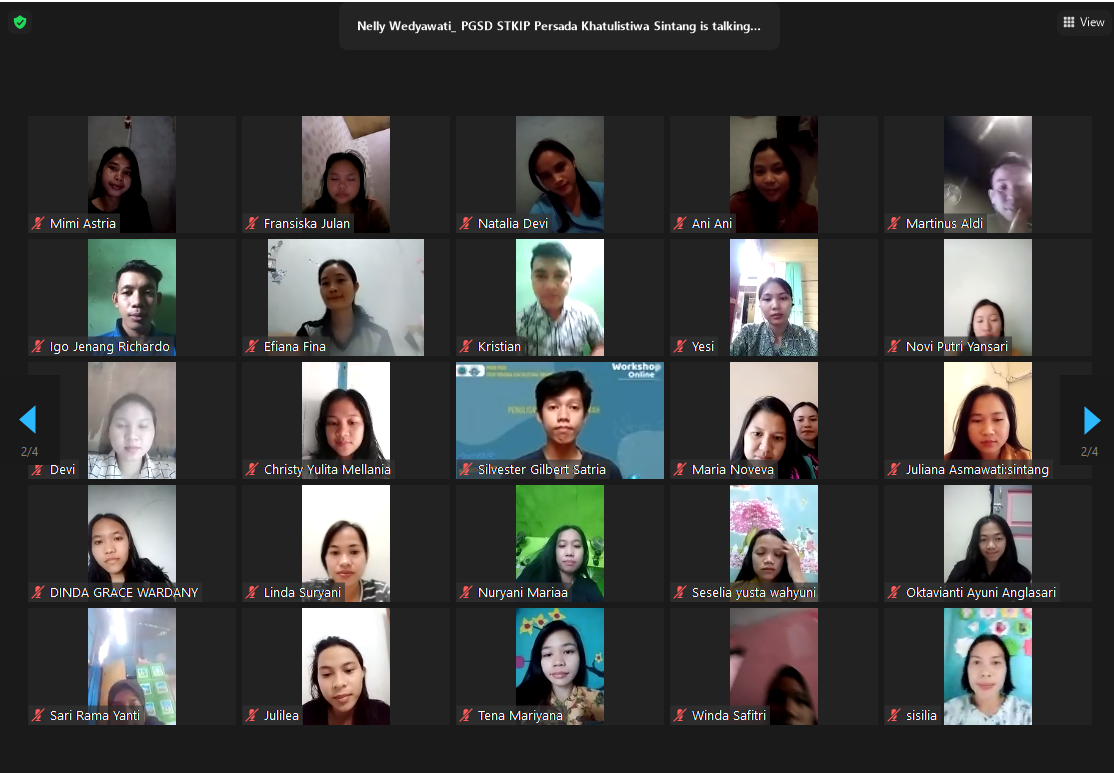 Nelly Wedyawati_ PGSD STKIP Persada Khatulistiwa Sintang is talking...
View
Mimi Astria
Fransiska Julan
Natalia Devi
Ani Ani
Martinus Aldi
Igo Jenang Richardo
Efiana Fina
Kristian
Yesi
Novi Putri Yansari
Workshop
Online
2/4
2/4
Devi
Christy Yulita Mellania
Silvester Gilbert Satria
Maria Noveva
Juliana Asmawati:sintang
DINDA GRACE WARDANY
Linda Suryani
Nuryani Mariaa
Seselia yusta wahyuni
Oktavianti Ayuni Anglasari
Sari Rama Yanti
Julilea
Tena Mariyana
Winda Safitri
sisilia